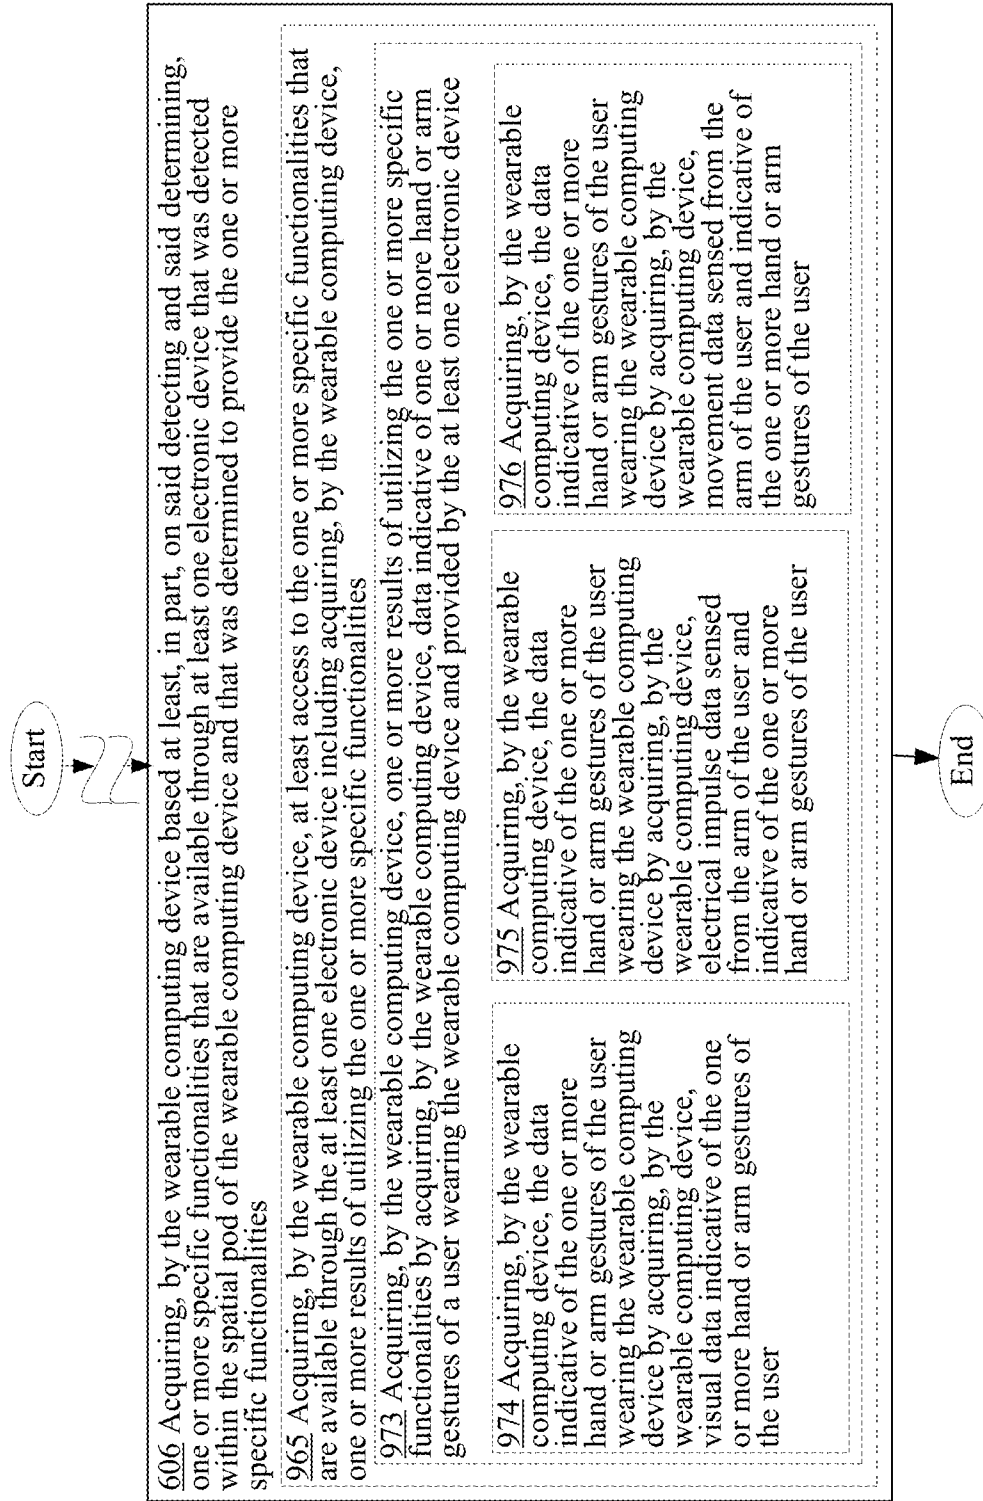 Start
606 Acquiring, by the wearable computing device based at least, in part, on said detecting and said determining,
one or more specific functionalities that are available through at least one electronic device that was detected
within the spatial pod of the wearable computing device and that was determined to provide the one or more
specific functionalities
965 Acquiring, by the wearable computing device, at least access to the one or more specific functionalities that
are available through the at least one electronic device including acquiring, by the wearable computing device,
one or more results of utilizing the one or more specific functionalities
973 Acquiring, by the wearable computing device, one or more results of utilizing the one or more specific
functionalities by acquiring, by the wearable computing device, data indicative of one or more hand or arm
gestures of a user wearing the wearable computing device and provided by the at least one electronic device
974 Acquiring, by the wearable
computing device, the data
indicative of the one or more
hand or arm gestures of the user
wearing the wearable computing
device by acquiring, by the
wearable computing device,
visual data indicative of the one
or more hand or arm gestures of
the user
975 Acquiring, by the wearable
computing device, the data
indicative of the one or more
hand or arm gestures of the user
wearing the wearable computing
device by acquiring, by the
wearable computing device,
electrical impulse data sensed
from the arm of the user and
indicative of the one or more
hand or arm gestures of the user
976 Acquiring, by the wearable
computing device, the data
indicative of the one or more
hand or arm gestures of the user
wearing the wearable computing
device by acquiring, by the
wearable computing device,
movement data sensed from the
arm of the user and indicative of
the one or more hand or arm
gestures of the user
End